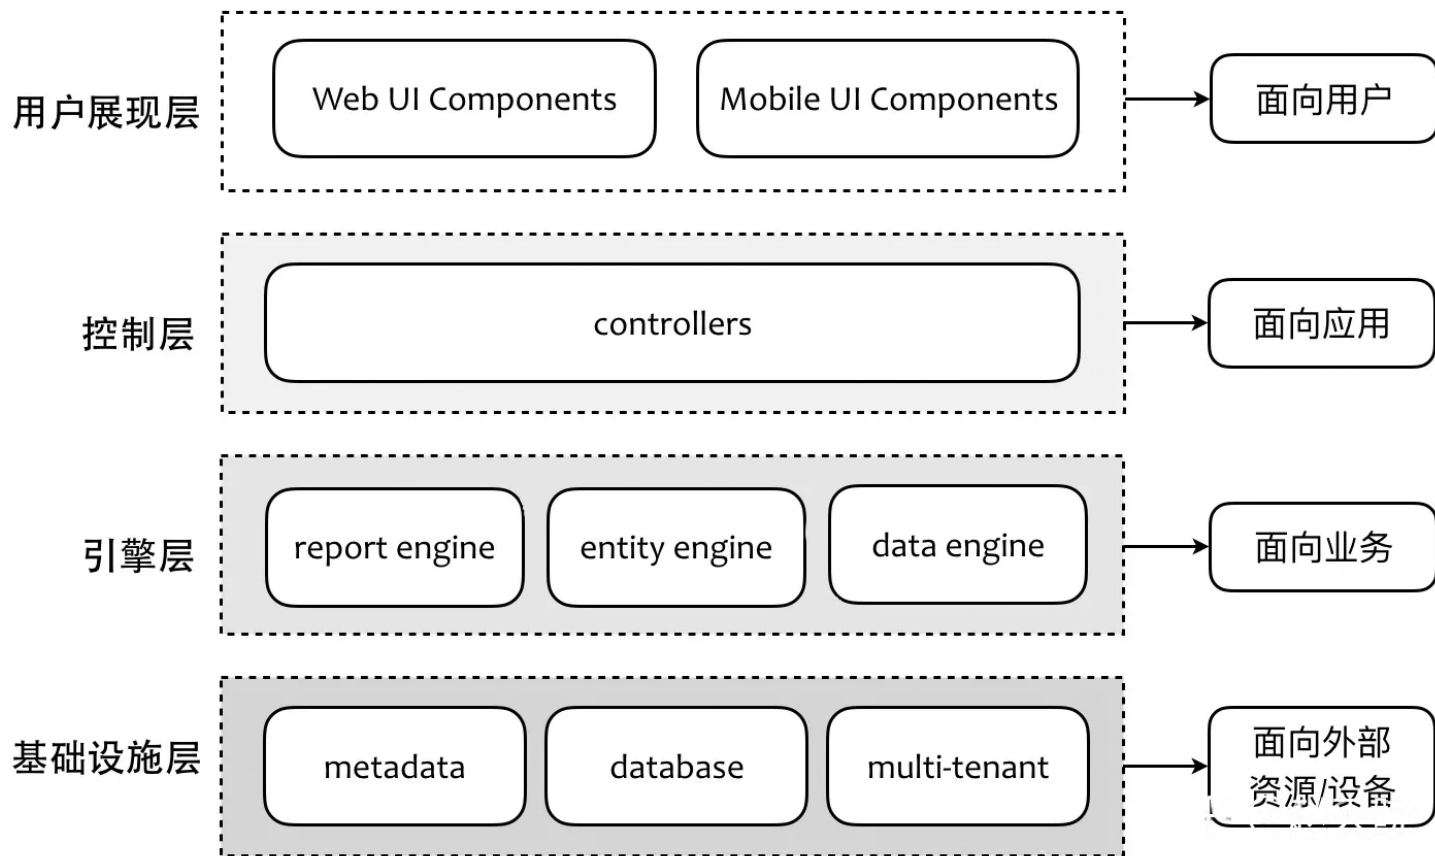 用户展现层
Web UI Components
Mobile UI Components
面向用户
控制层
controllers
面向应用
引擎层
report engine
entity engine
data engine
面向业务
基础设施层
metadata
database
multi-tenant
面向外部
资源/设备